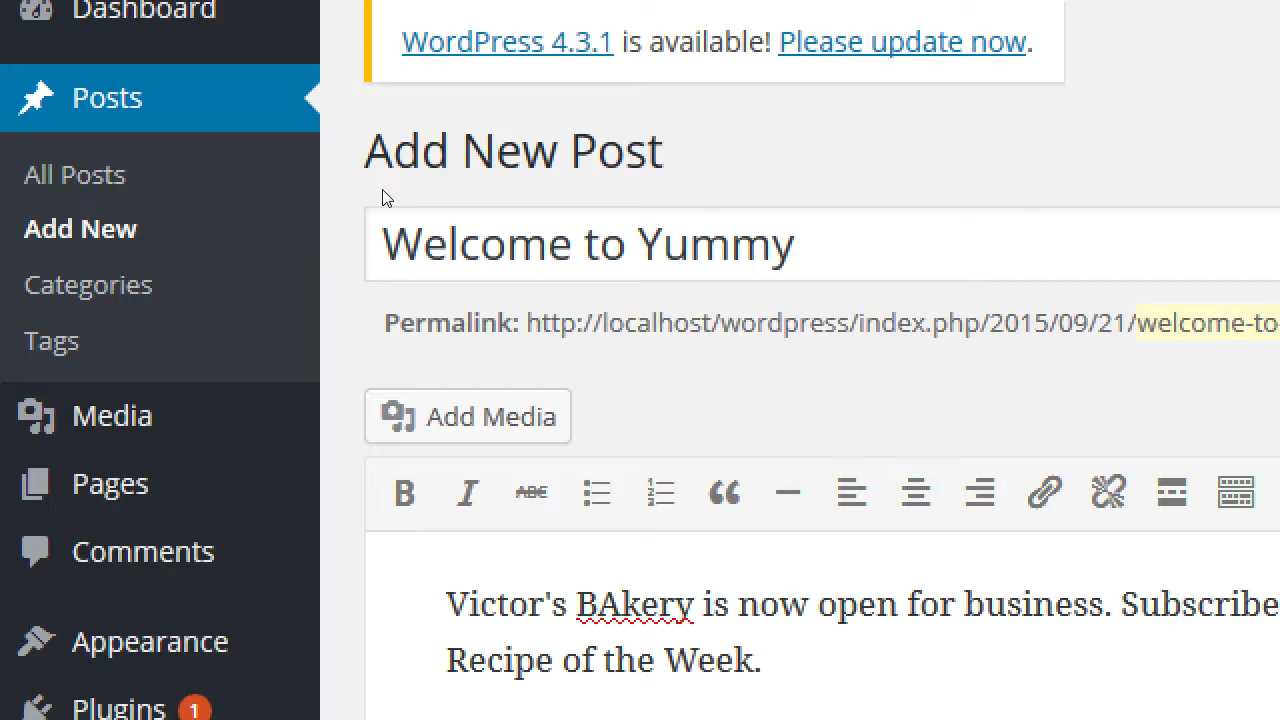 Dashboard
WordPress 4.3.1 is available! Please update now.
Posts
Add New Post
All Posts
Add New
Welcome to Yummy
Categories
Permalink: http://localhost/wordpress/index.php/2015/09/21/welcome-to-
Tags
Media
Add Media
Pages
B I ABC
Comments
Victor's BAkery is now open for business. Subscribe
Appearance
Recipe of the Week.
Plugins 1